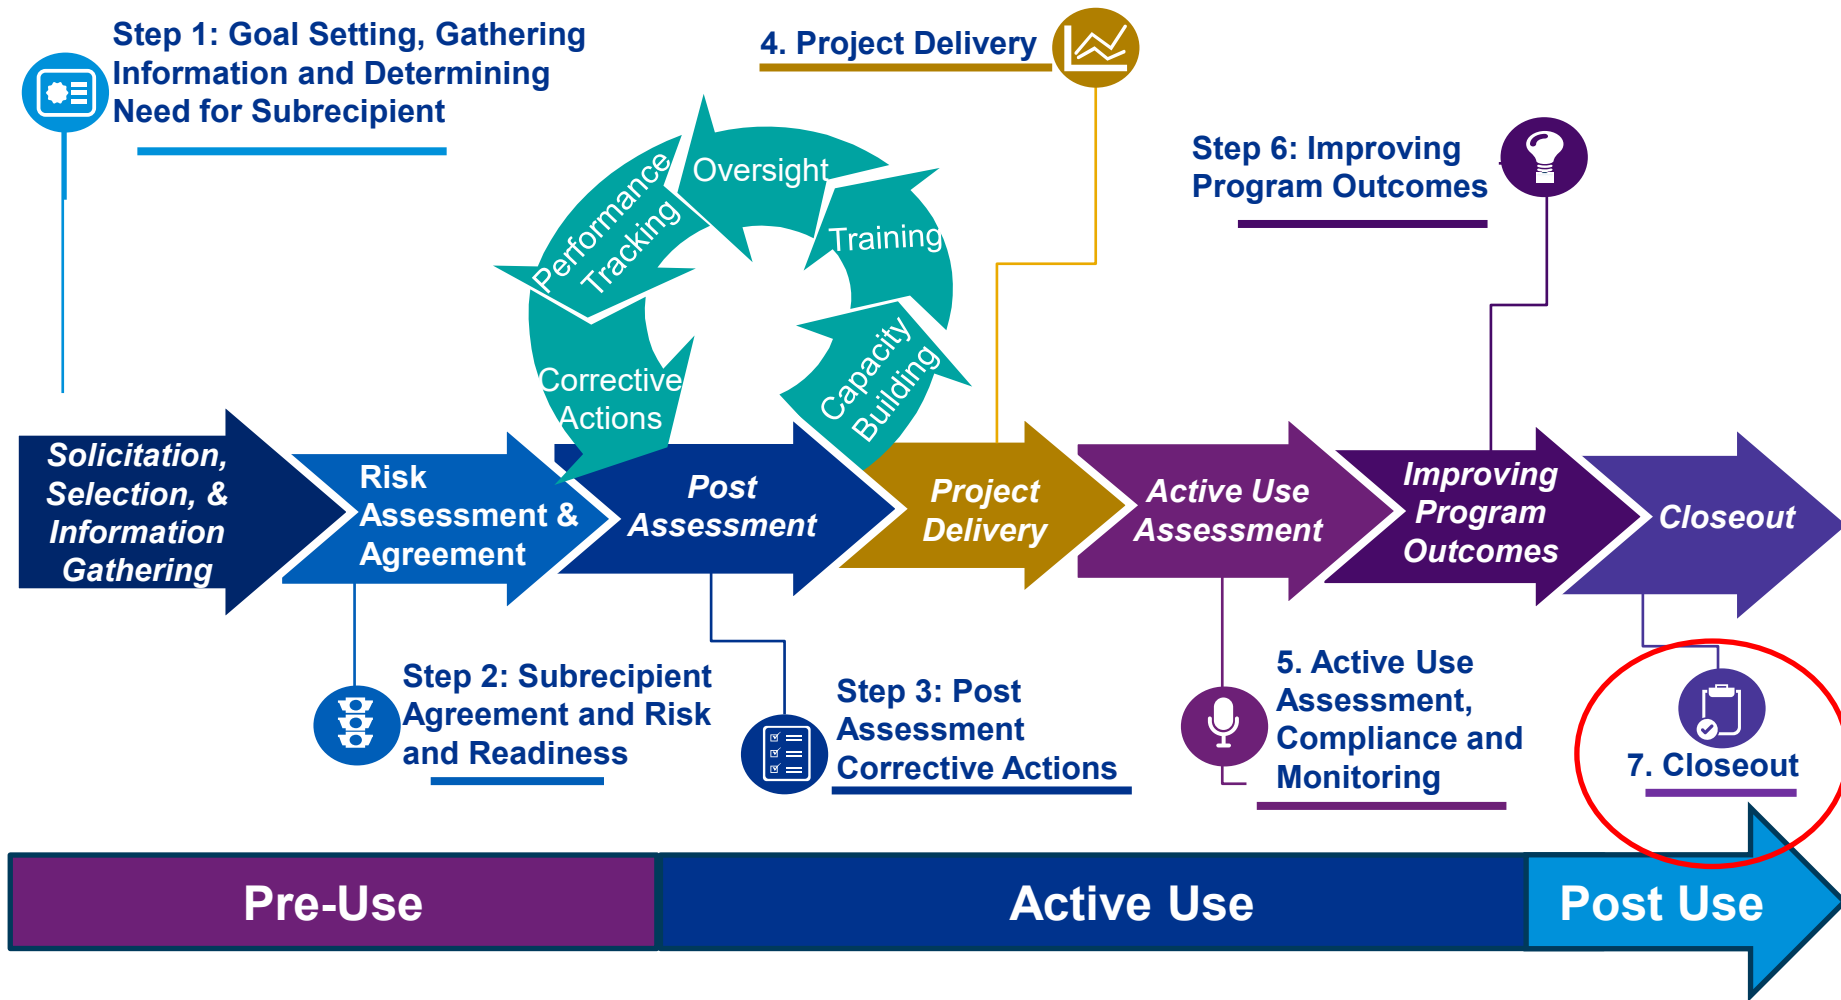 Step 1: Goal Setting, Gathering
Information and Determining
Need for Subrecipient
4. Project Delivery
Step 6: Improving
Program Outcomes
Performance
Tracking
Oversight
Training
Capacity
Building
Corrective
Actions
Solicitation,
Selection, &
Information
Gathering
Risk
Assessment &
Agreement
Post
Assessment
Project
Delivery
Active Use
Assessment
Improving
Program
Outcomes
Closeout
Step 2: Subrecipient
Agreement and Risk
and Readiness
Step 3: Post
Assessment
Corrective Actions
5. Active Use
Assessment,
Compliance and
Monitoring
7. Closeout
Pre-Use
Active Use
Post Use